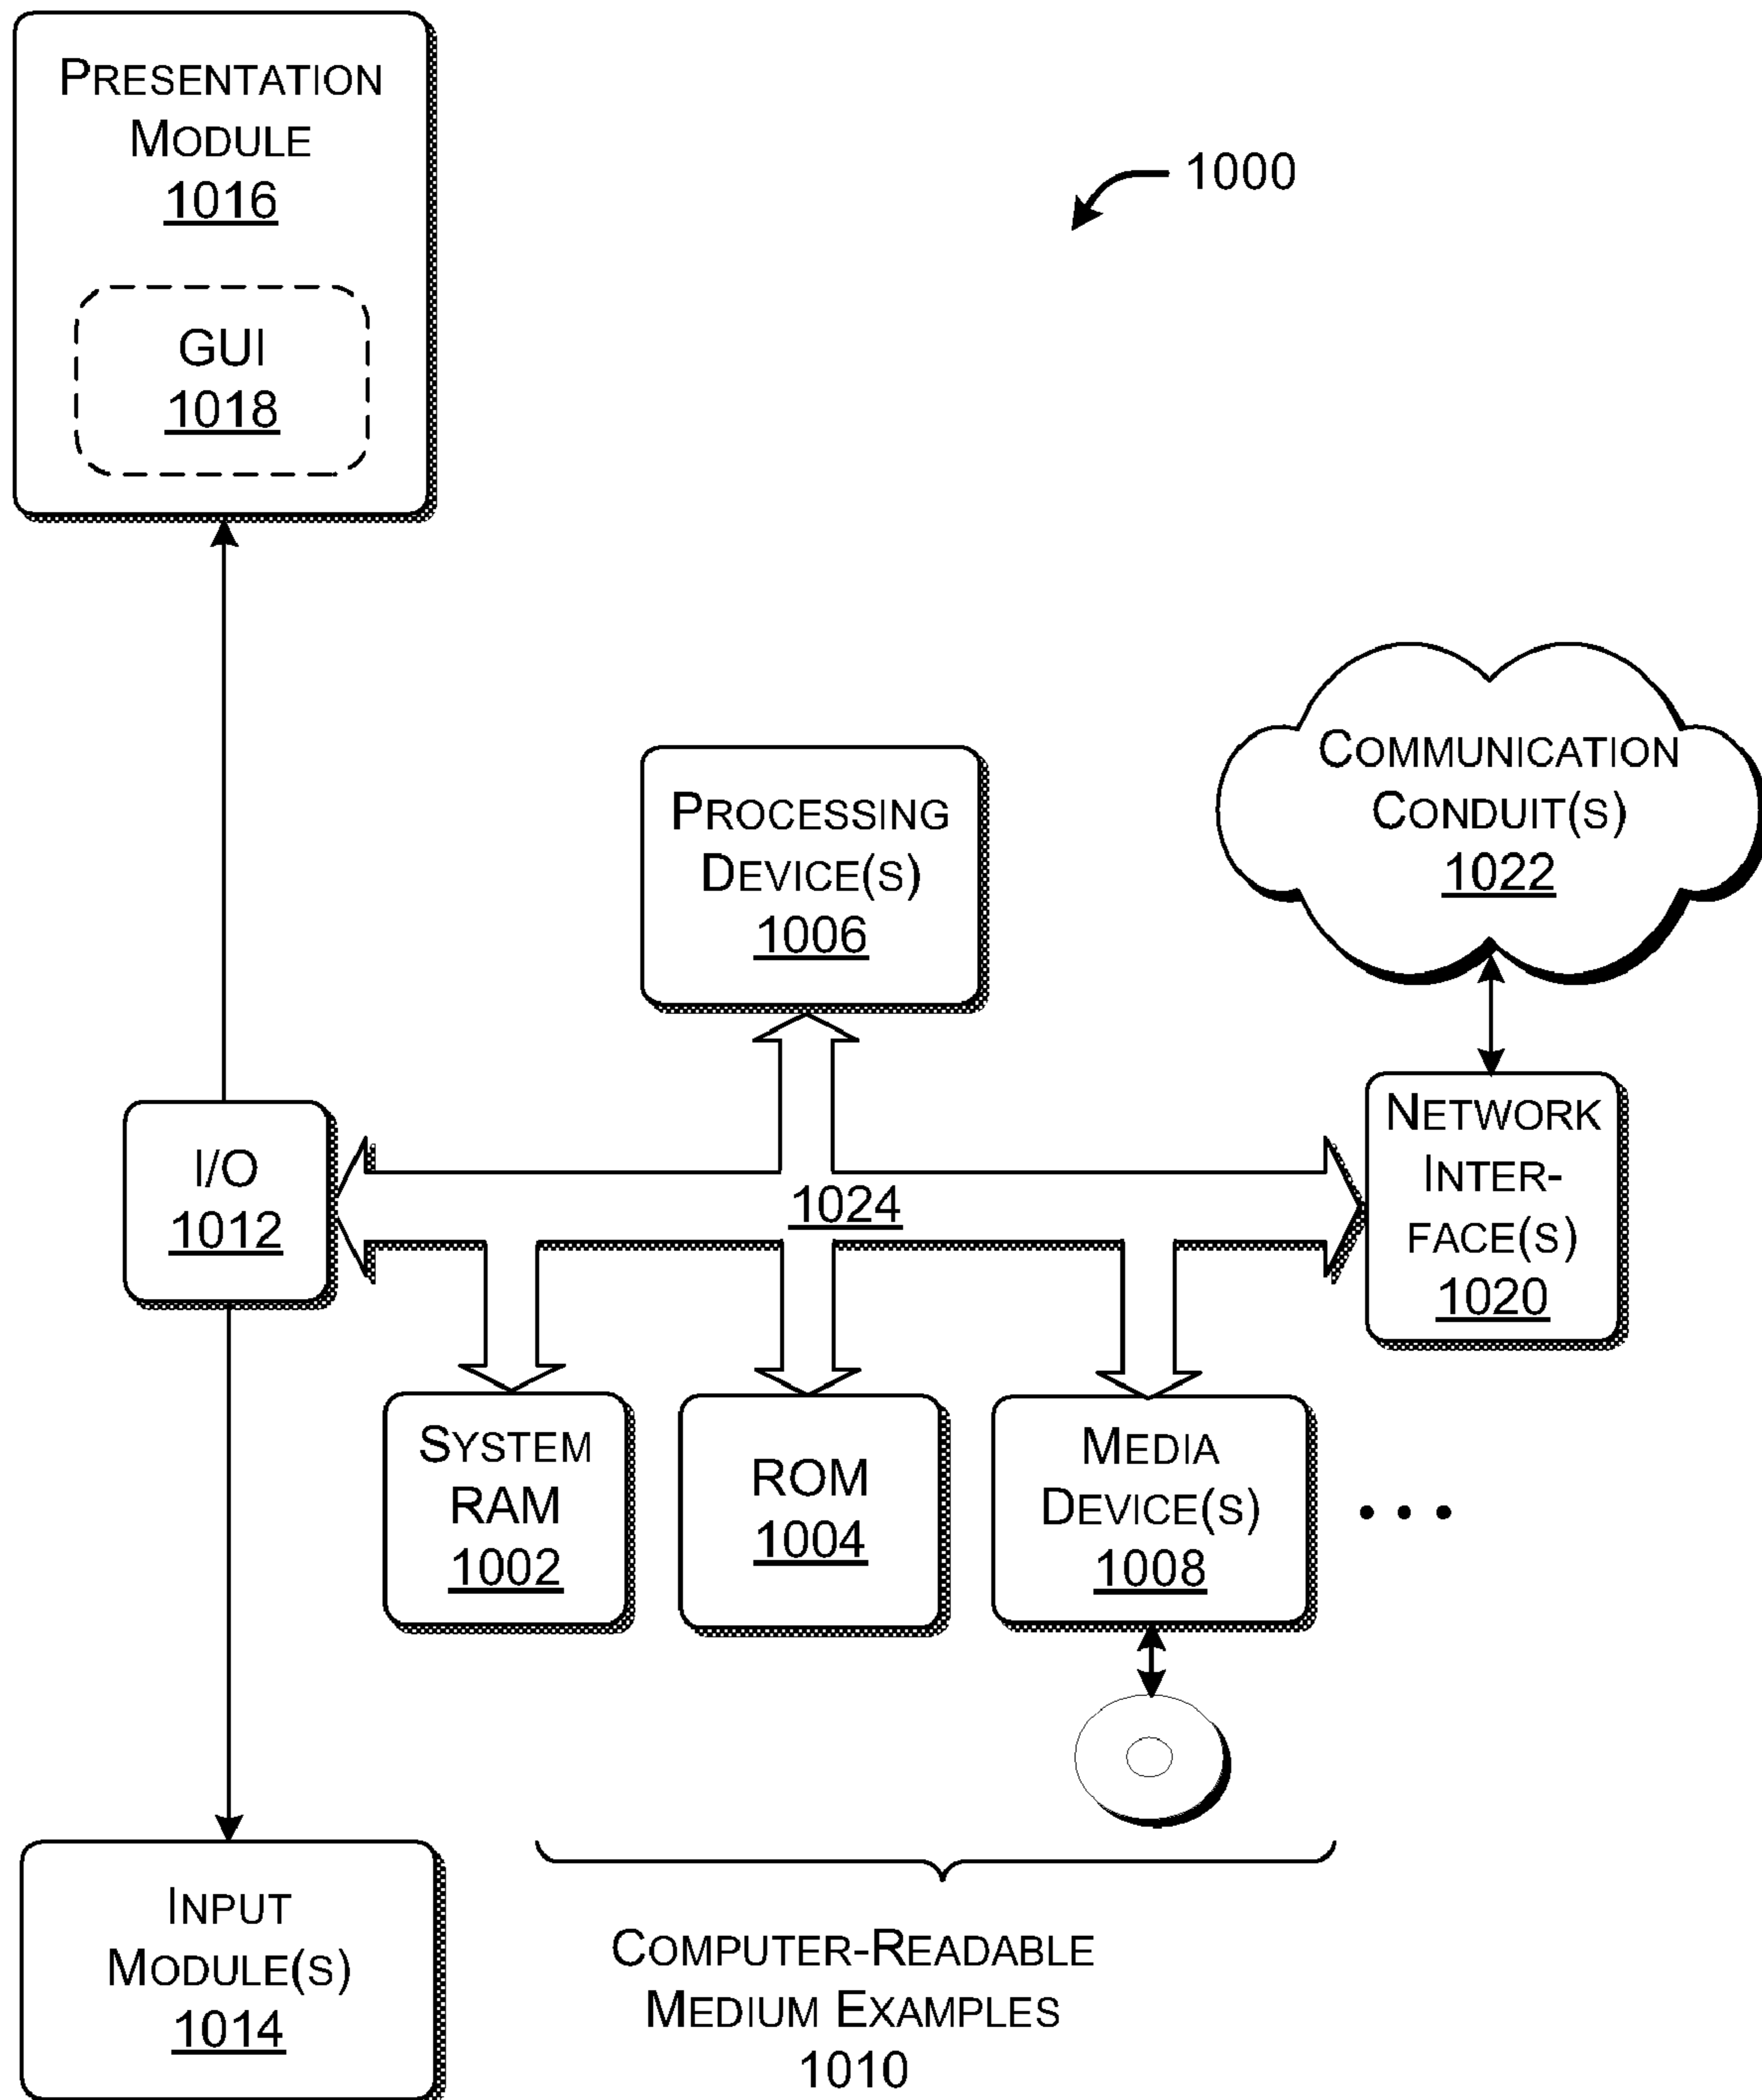 PRESENTATION
MODULE
1016
GUI
1018
1000
COMMUNICATION
CONDUIT(S)
1022
PROCESSING
DEVICE(S)
1006
NETWORK
INTER-
FACE(S)
1020
I/O
1012
1024
SYSTEM
RAM
1002
ROM
1004
MEDIA
DEVICE(S)
1008
• • •
INPUT
MODULE(S)
1014
COMPUTER-READABLE
MEDIUM EXAMPLES
1010